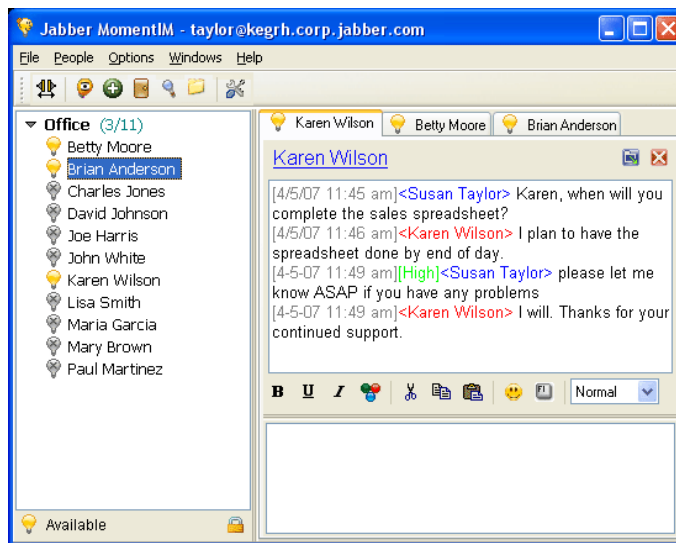 Jabber MomentIM - taylor@kegrh.corp.jabber.com
File People Options Windows Help
Office (3/11)
Betty Moore
Brian Anderson
Charles Jones
David Johnson
Joe Harris
John White
Karen Wilson
Lisa Smith
Maria Garcia
Mary Brown
Paul Martinez
Available
Karen Wilson Betty Moore Brian Anderson
Karen Wilson
[4/5/07 11:45 am]<Susan Taylor> Karen, when will you
complete the sales spreadsheet?
[4/5/07 11:46 am]<Karen Wilson> I plan to have the
spreadsheet done by end of day.
[4-5-07 11:49 am][High]<Susan Taylor> please let me
know ASAP if you have any problems
[4-5-07 11:49 am]<Karen Wilson> I will. Thanks for your
continued support.
B U I Normal